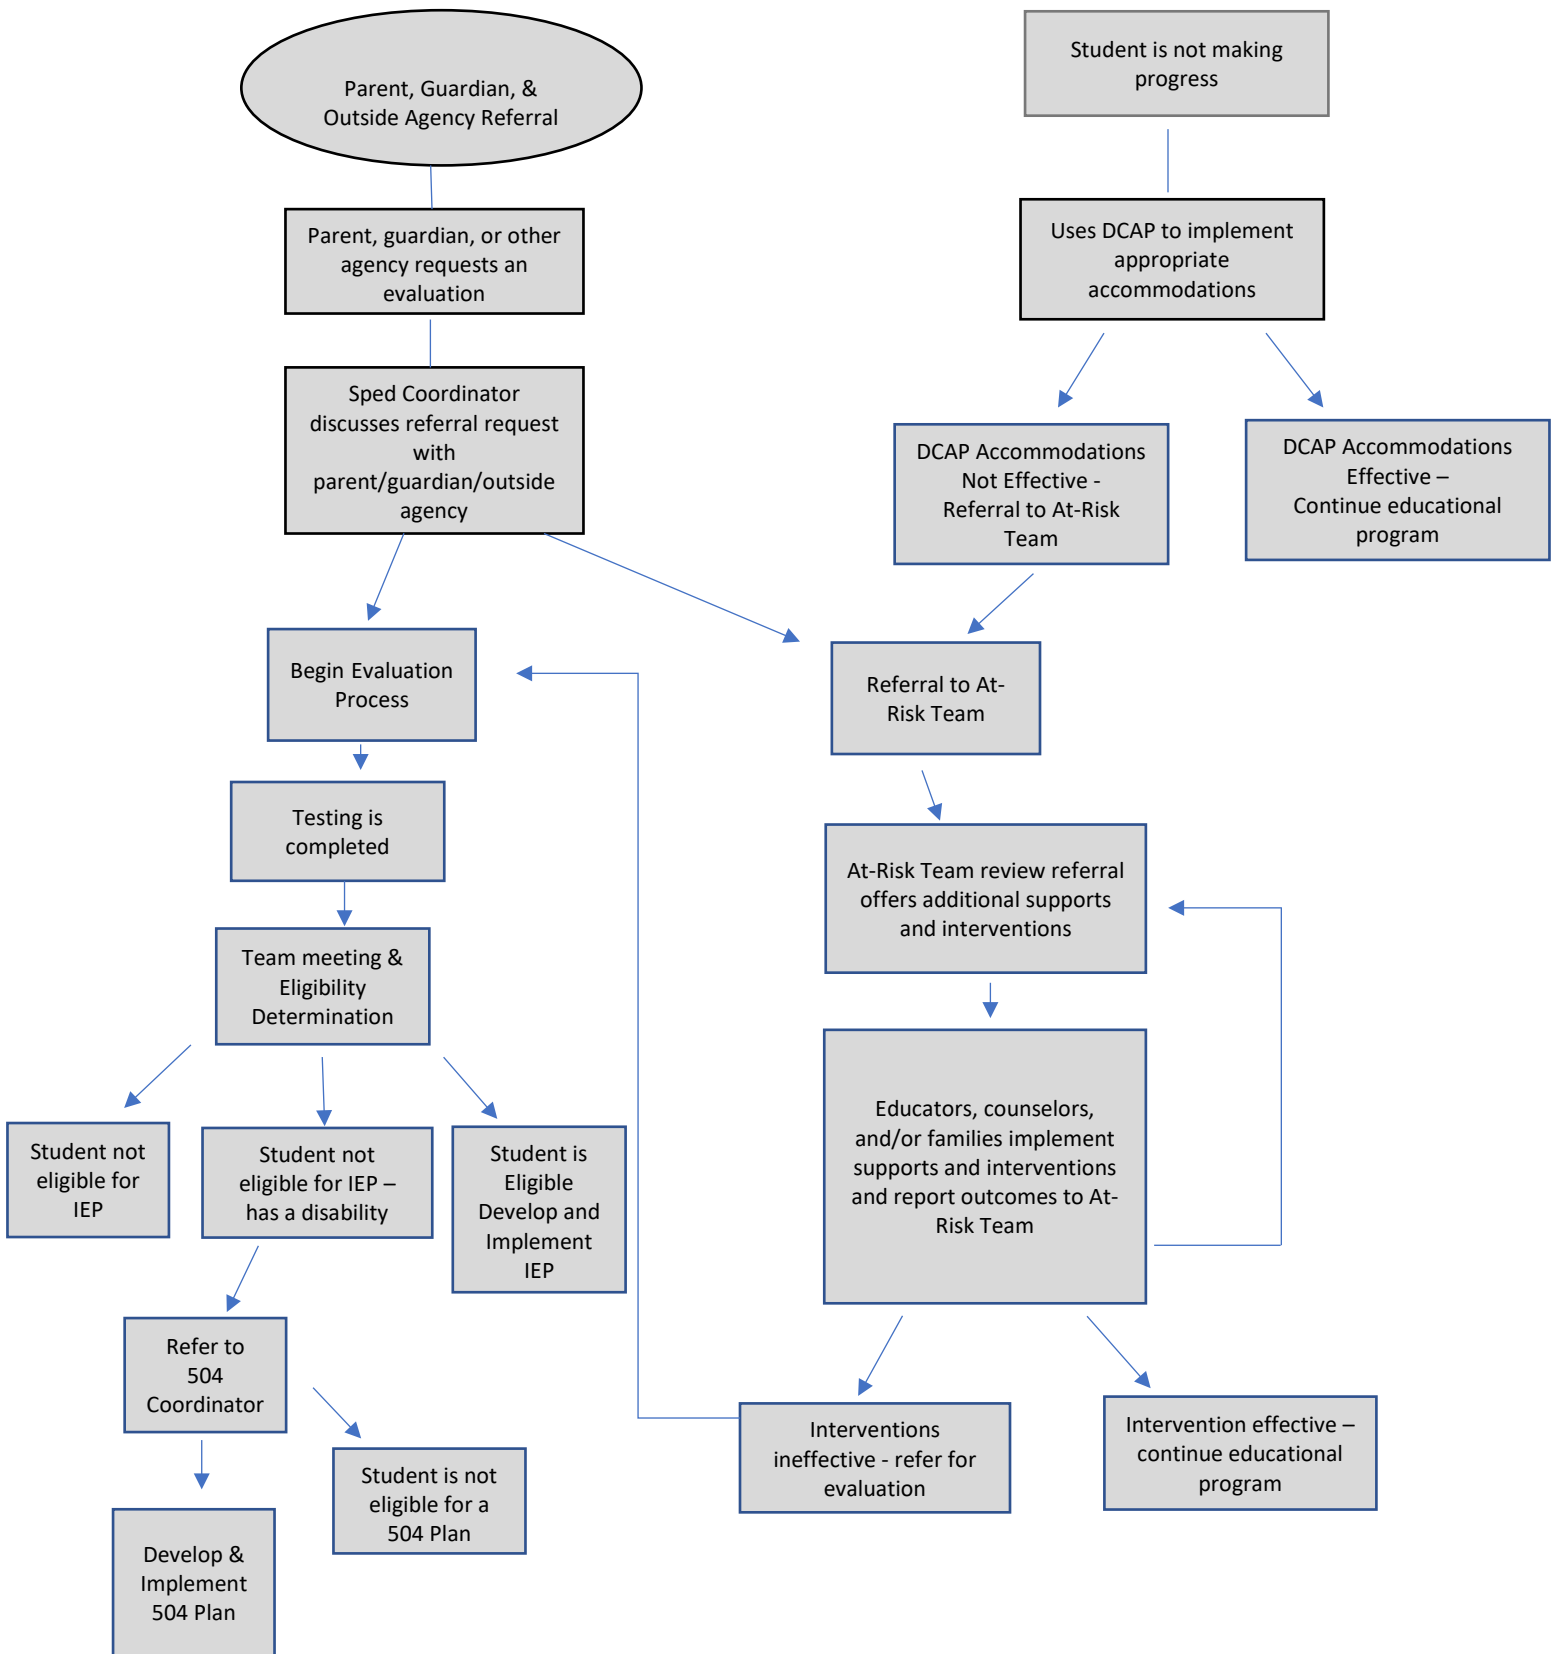 Parent, Guardian, &
Outside Agency Referral
Student is not making
progress
Parent, guardian, or other
agency requests an
evaluation
Uses DCAP to implement
appropriate
accommodations
Sped Coordinator
discusses referral request
with
parent/guardian/outside
agency
DCAP Accommodations
Not Effective -
Referral to At-Risk
Team
DCAP Accommodations
Effective –
Continue educational
program
Begin Evaluation
Process
Referral to At-
Risk Team
Testing is
completed
At-Risk Team review referral
offers additional supports
and interventions
Team meeting &
Eligibility
Determination
Educators, counselors,
and/or families implement
supports and interventions
and report outcomes to At-
Risk Team
Student not
eligible for
IEP
Student not
eligible for IEP –
has a disability
Student is
Eligible
Develop and
Implement
IEP
Refer to
504
Coordinator
Interventions
ineffective - refer for
evaluation
Intervention effective –
continue educational
program
Student is not
eligible for a
504 Plan
Develop &
Implement
504 Plan